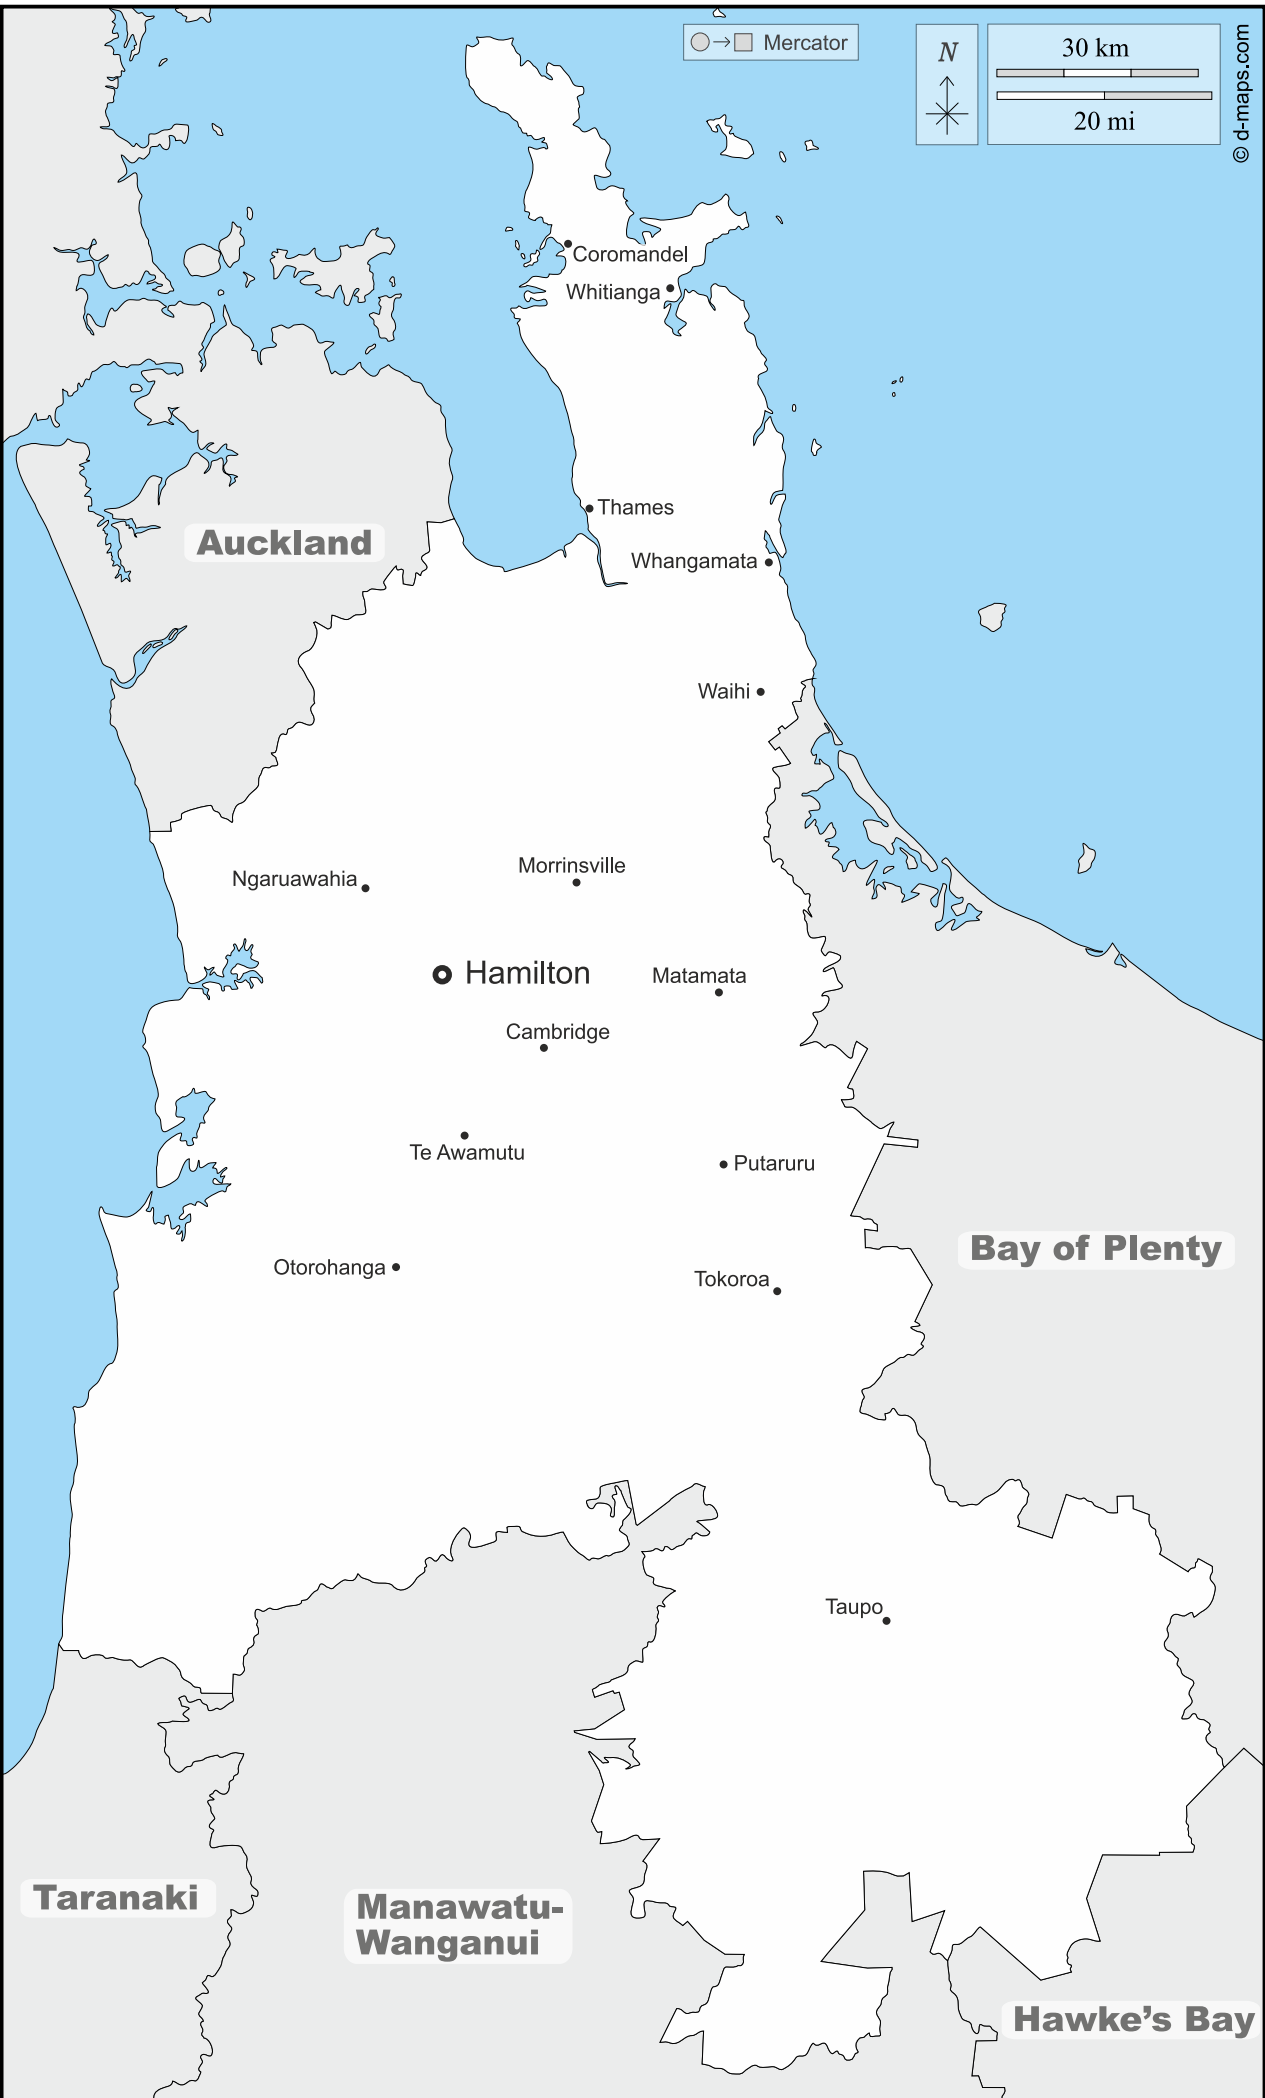 Mercator
N
30 km
20 mi
© d-maps.com
Coromandel
Whitianga
Thames
Auckland
Whangamata
Waihi
Morrinsville
Ngaruawahia
Hamilton
Matamata
Cambridge
Te Awamutu
Putaruru
Bay of Plenty
Otorohanga
Tokoroa
Taupo
Taranaki
Manawatu-
Wanganui
Hawke's Bay